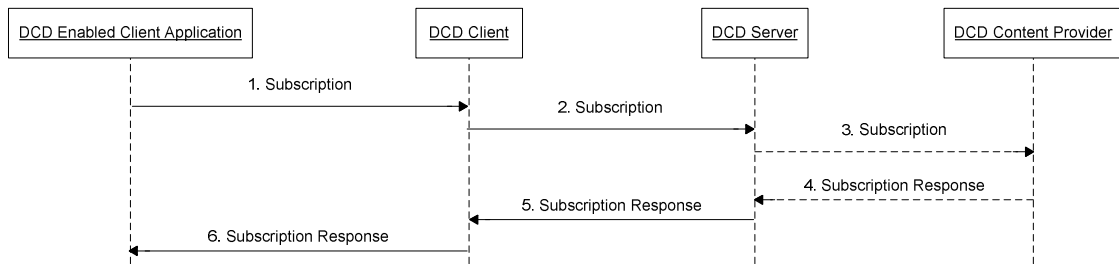 DCD Enabled Client Application
DCD Client
DCD Server
DCD Content Provider
1. Subscription
2. Subscription
3. Subscription
4. Subscription Response
5. Subscription Response
6. Subscription Response